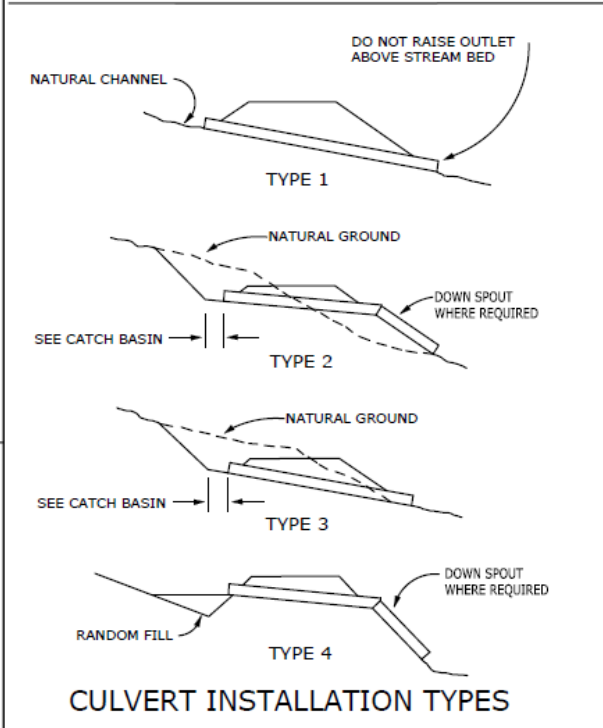 DO NOT RAISE OUTLET
ABOVE STREAM BED
NATURAL CHANNEL
TYPE 1
NATURAL GROUND
DOWN SPOUT
WHERE REQUIRED
SEE CATCH BASIN
TYPE 2
NATURAL GROUND
SEE CATCH BASIN
TYPE 3
DOWN SPOUT
WHERE REQUIRED
RANDOM FILL
TYPE 4
CULVERT INSTALLATION TYPES